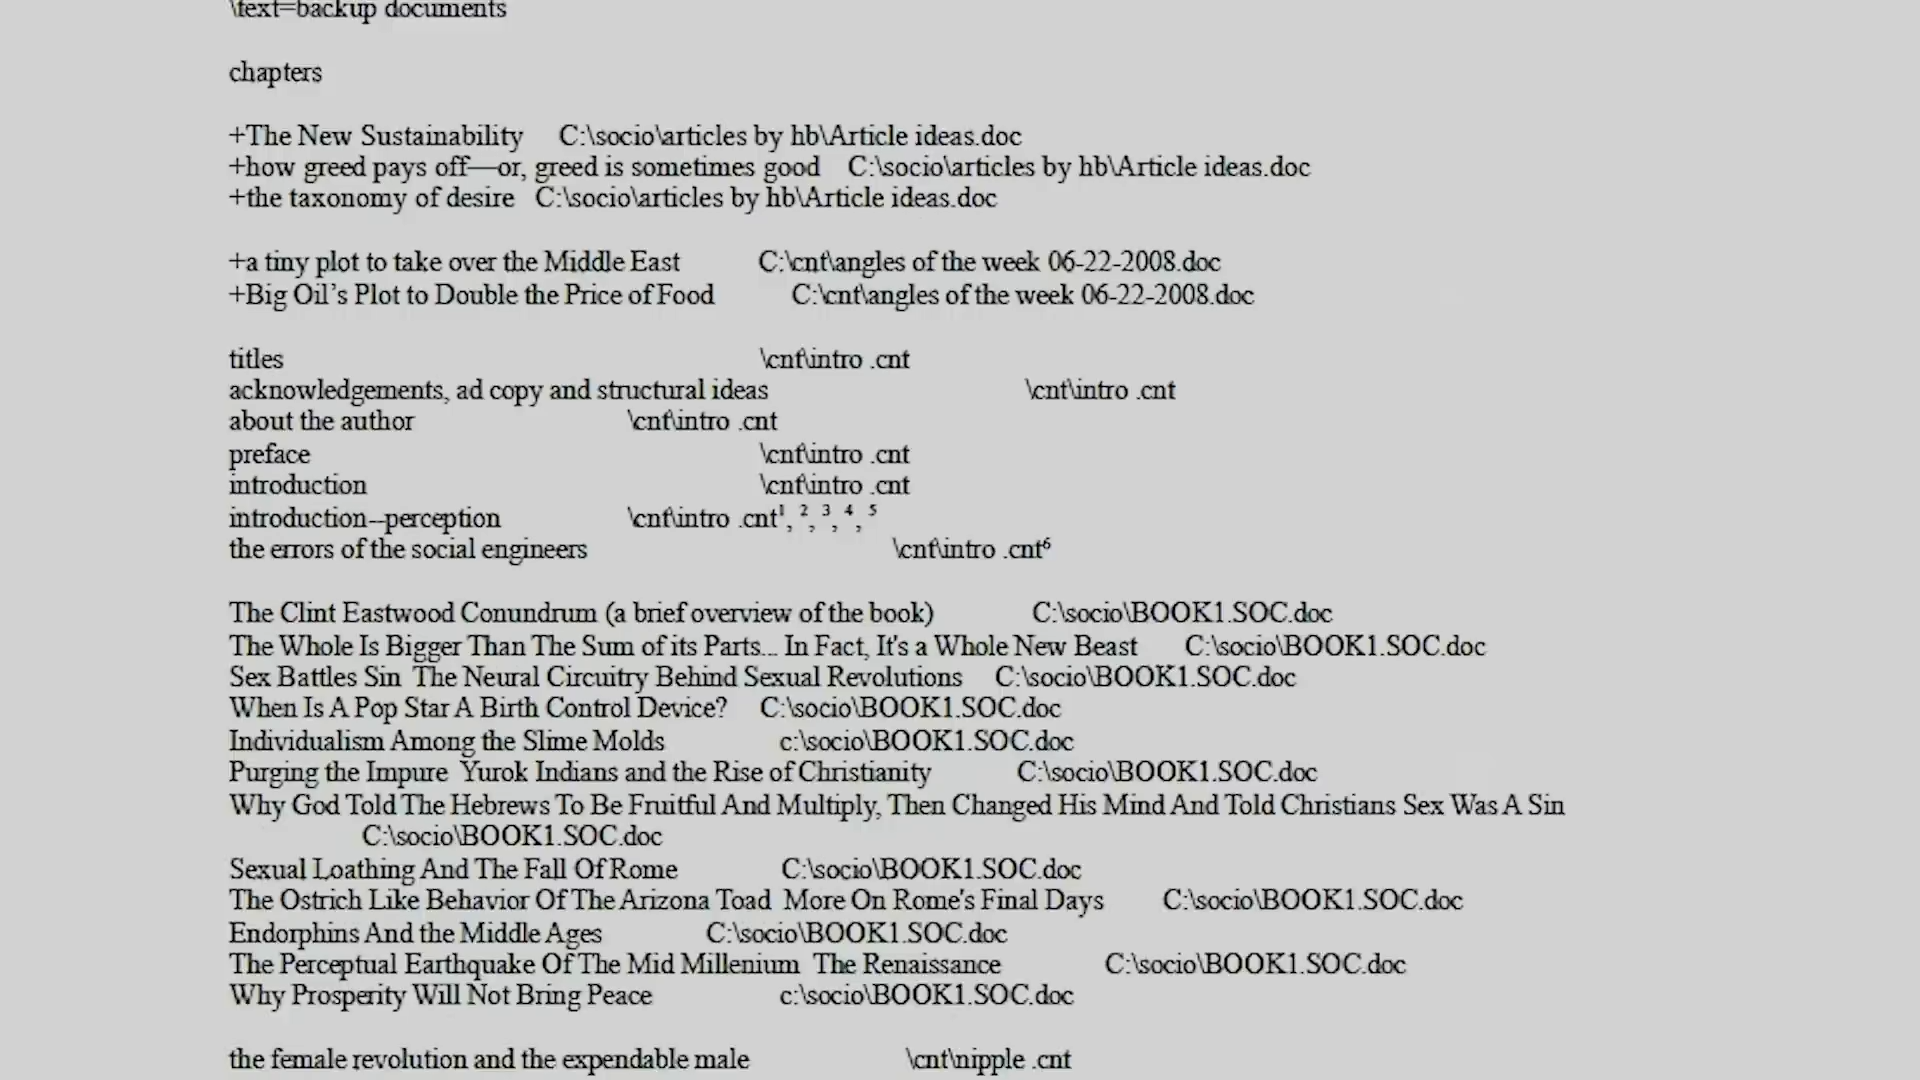 \text=backup documents
chapters
+The New Sustainability C:\socio\articles by hb\Article ideas.doc
+how greed pays off—or, greed is sometimes good C:\socio\articles by hb\Article ideas.doc
+the taxonomy of desire C:\socio\articles by hb\Article ideas.doc
+a tiny plot to take over the Middle East C:\cnt\angles of the week 06-22-2008.doc
+Big Oil’s Plot to Double the Price of Food C:\cnt\angles of the week 06-22-2008.doc
titles \cnt\intro .cnt
acknowledgements, ad copy and structural ideas \cnt\intro .cnt
about the author \cnt\intro .cnt
preface \cnt\intro .cnt
introduction \cnt\intro .cnt
introduction--perception \cnt\intro .cnt¹, ², ³, ⁴, ⁵
the errors of the social engineers \cnt\intro .cnt⁶
The Clint Eastwood Conundrum (a brief overview of the book) C:\socio\BOOK1.SOC.doc
The Whole Is Bigger Than The Sum of its Parts... In Fact, It's a Whole New Beast C:\socio\BOOK1.SOC.doc
Sex Battles Sin The Neural Circuitry Behind Sexual Revolutions C:\socio\BOOK1.SOC.doc
When Is A Pop Star A Birth Control Device? C:\socio\BOOK1.SOC.doc
Individualism Among the Slime Molds c:\socio\BOOK1.SOC.doc
Purging the Impure Yurok Indians and the Rise of Christianity C:\socio\BOOK1.SOC.doc
Why God Told The Hebrews To Be Fruitful And Multiply, Then Changed His Mind And Told Christians Sex Was A Sin
C:\socio\BOOK1.SOC.doc
Sexual Loathing And The Fall Of Rome C:\socio\BOOK1.SOC.doc
The Ostrich Like Behavior Of The Arizona Toad More On Rome's Final Days C:\socio\BOOK1.SOC.doc
Endorphins And the Middle Ages C:\socio\BOOK1.SOC.doc
The Perceptual Earthquake Of The Mid Millenium The Renaissance C:\socio\BOOK1.SOC.doc
Why Prosperity Will Not Bring Peace c:\socio\BOOK1.SOC.doc
the female revolution and the expendable male \cnt\nipple .cnt